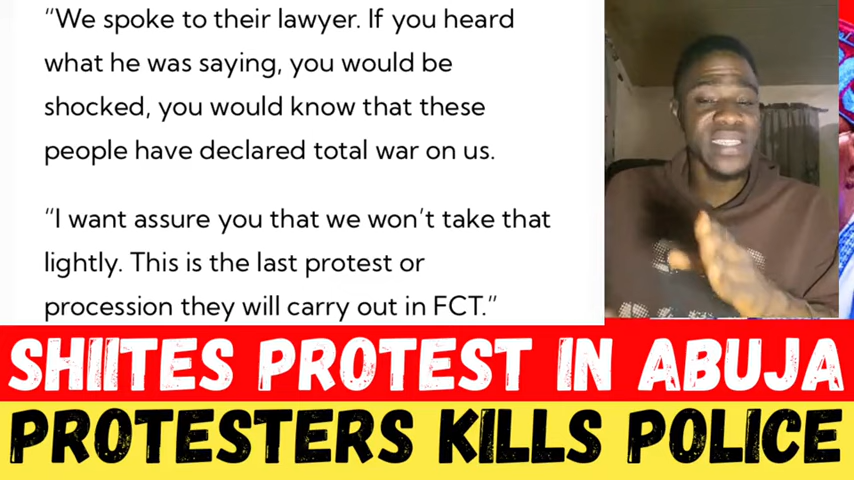 “We spoke to their lawyer. If you heard
what he was saying, you would be
shocked, you would know that these
people have declared total war on us.
“I want assure you that we won’t take that
lightly. This is the last protest or
procession they will carry out in FCT.”
SHIITES PROTEST IN ABUJA
PROTESTERS KILLS POLICE